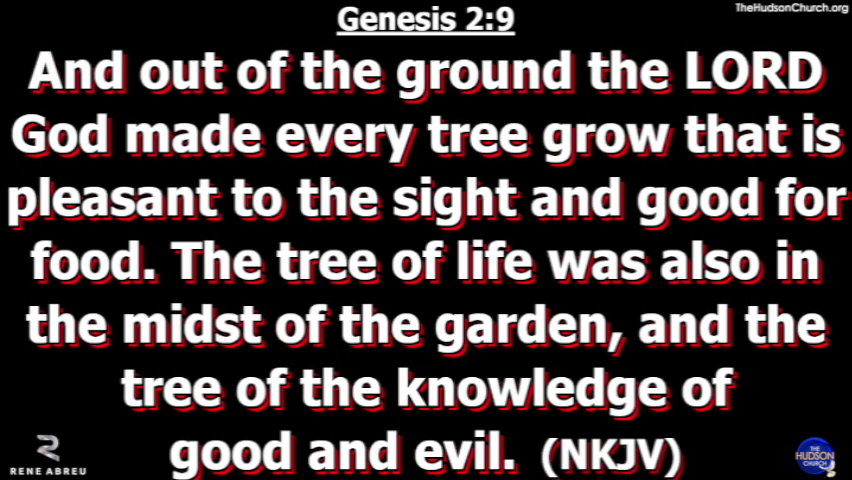 TheHudsonChurch.org
Genesis 2:9
And out of the ground the LORD
God made every tree grow that is
pleasant to the sight and good for
food. The tree of life was also in
the midst of the garden, and the
tree of the knowledge of
good and evil. (NKJV)
RENE ABREU
THE
HUDSON
CHURCH